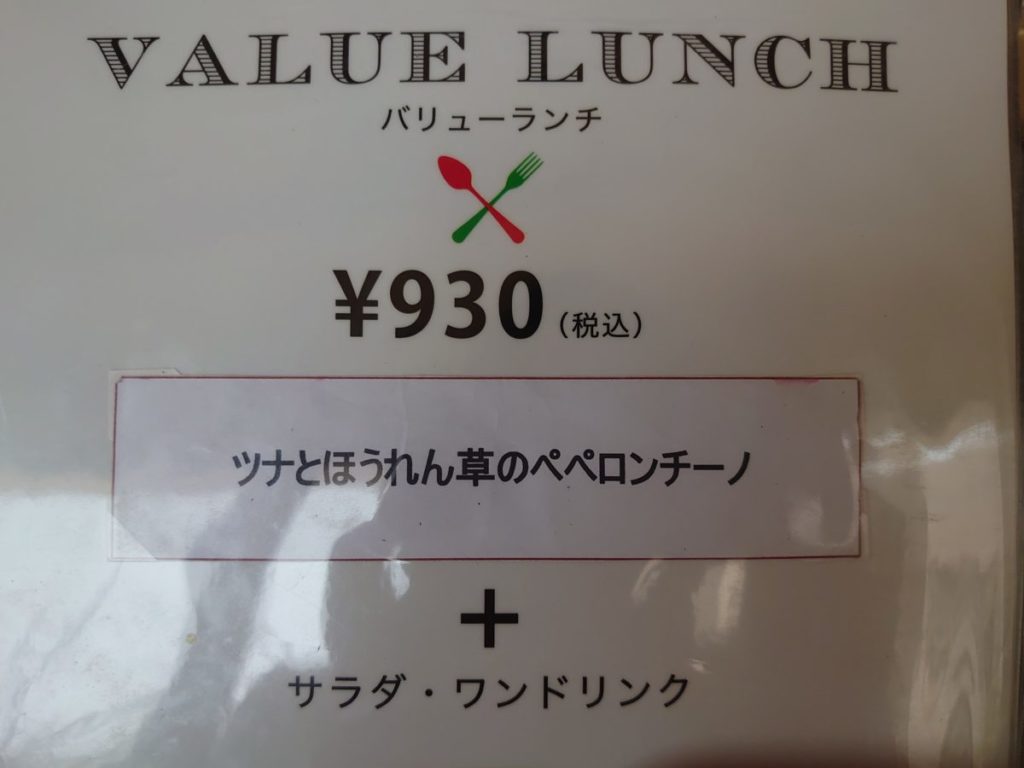 VALUE LUNCH
バリューランチ
¥930 (税込)
ツナとほうれん草のペペロンチーノ
+
サラダ・ワンドリンク